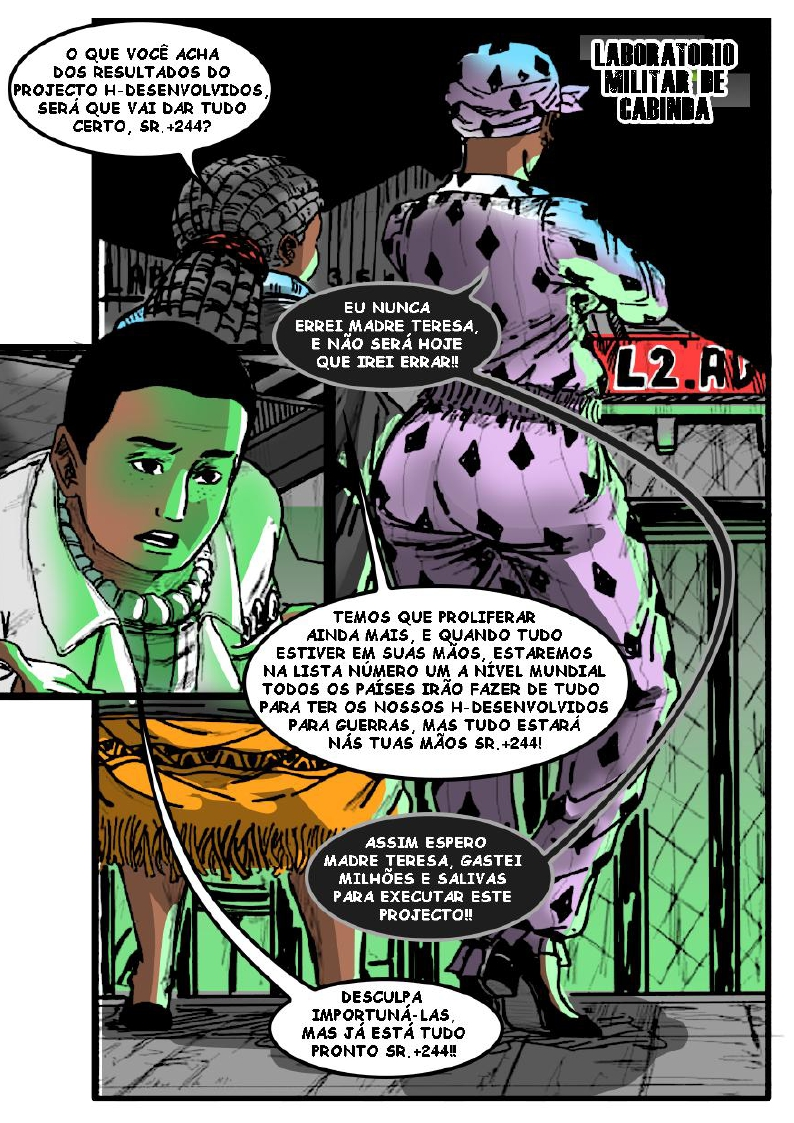 LABORATORIO
MILITAR DE
CABINDA
O QUE VOCÊ ACHA
DOS RESULTADOS DO
PROJECTO H-DESENVOLVIDOS,
SERÁ QUE VAI DAR TUDO
CERTO, SR.+244?
EU NUNCA
ERREI MADRE TERESA,
E NÃO SERÁ HOJE
QUE IREI ERRAR!!
L2.AD
TEMOS QUE PROLIFERAR
AINDA MAIS, E QUANDO TUDO
ESTIVER EM SUAS MÃOS, ESTAREMOS
NA LISTA NÚMERO UM A NÍVEL MUNDIAL
TODOS OS PAÍSES IRÃO FAZER DE TUDO
PARA TER OS NOSSOS H-DESENVOLVIDOS
PARA GUERRAS, MAS TUDO ESTARÁ
NÁS TUAS MÃOS SR.+244!
ASSIM ESPERO
MADRE TERESA, GASTEI
MILHÕES E SALIVAS
PARA EXECUTAR ESTE
PROJECTO!!
DESCULPA
IMPORTUNÁ-LAS,
MAS JÁ ESTÁ TUDO
PRONTO SR.+244!!